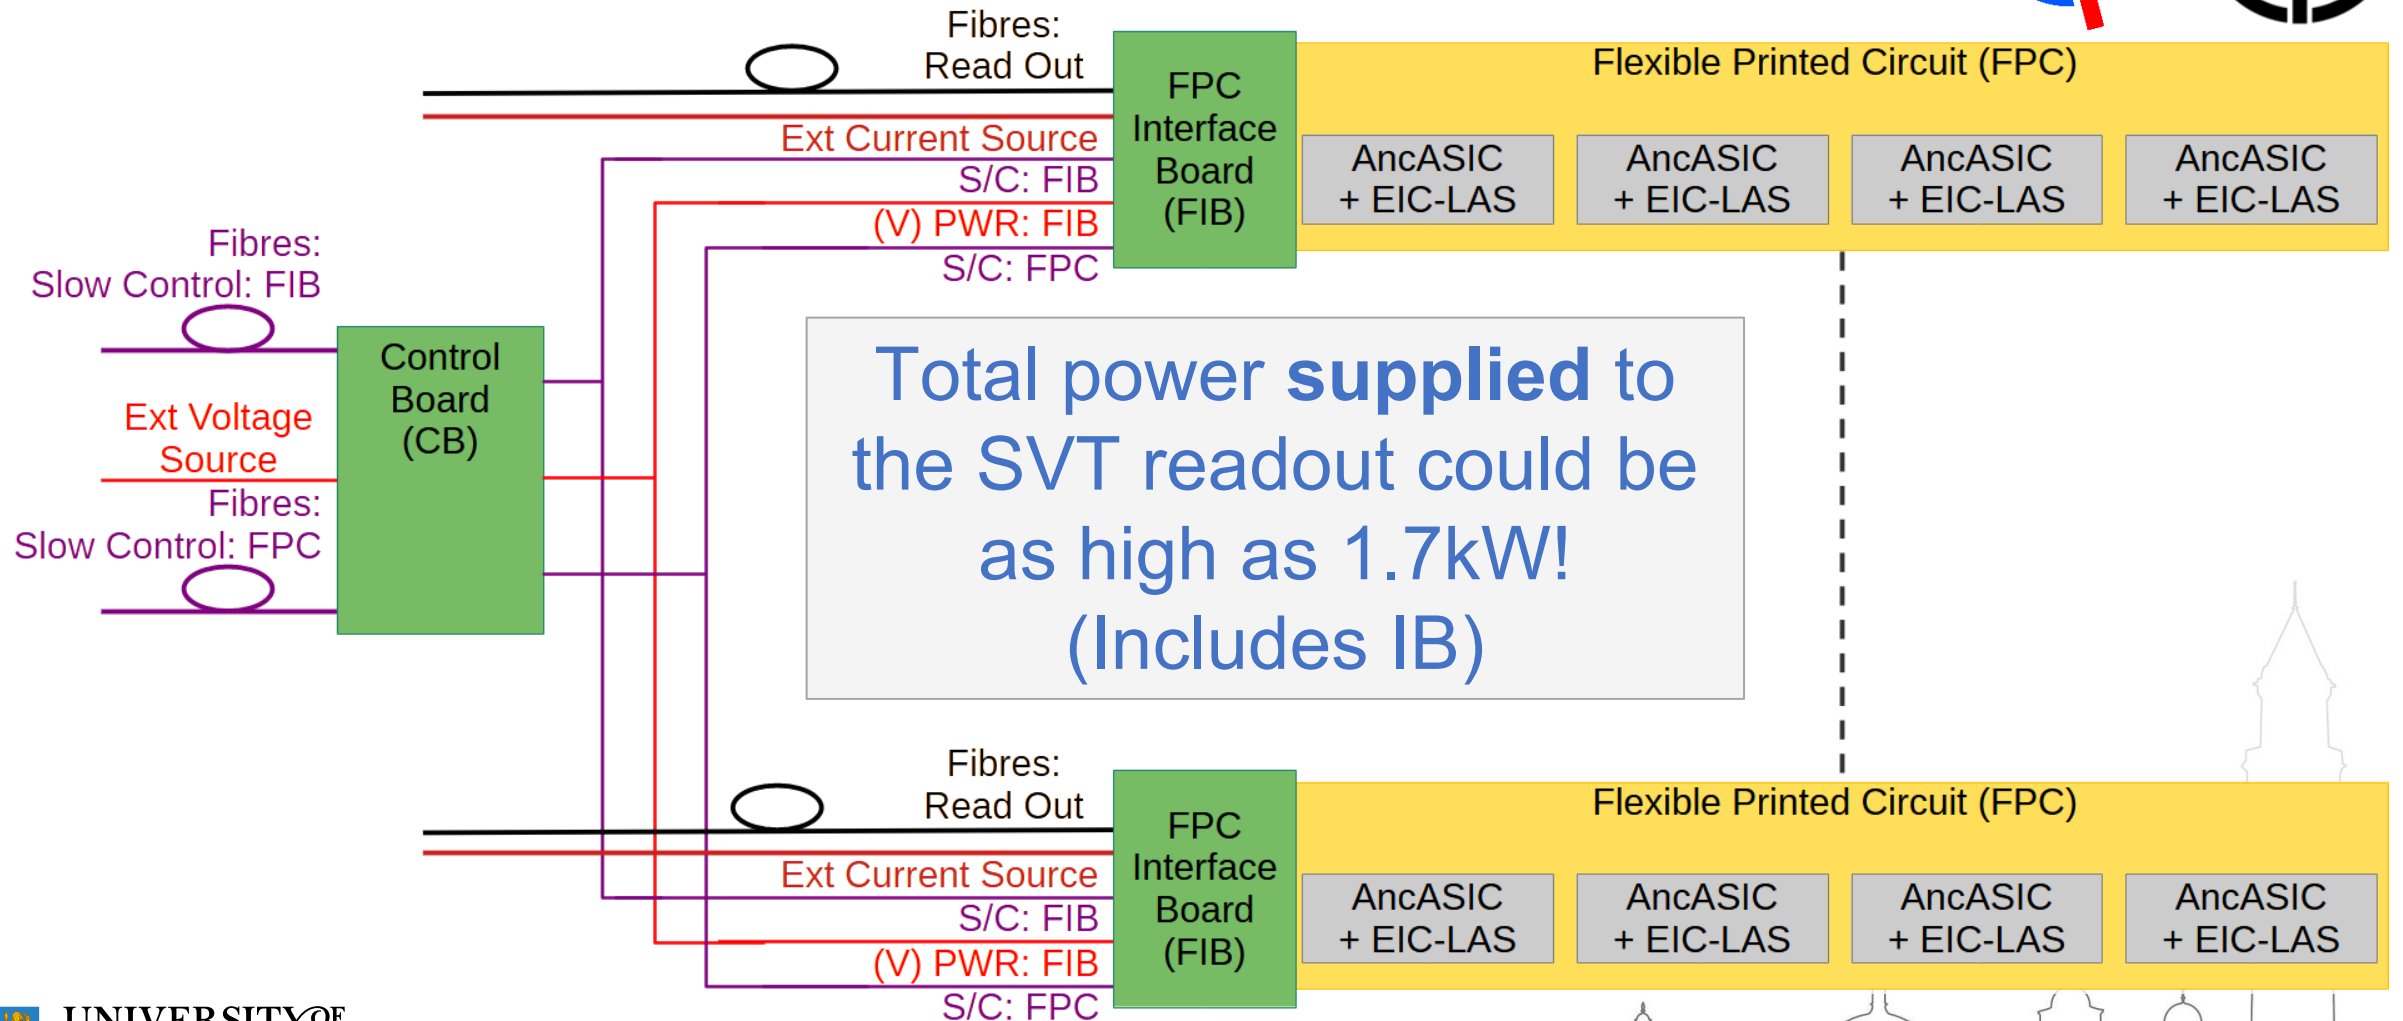 Fibres:
Read Out
Ext Current Source
S/C: FIB
(V) PWR: FIB
S/C: FPC
FPC
Interface
Board
(FIB)
Flexible Printed Circuit (FPC)
AncASIC
+ EIC-LAS
AncASIC
+ EIC-LAS
AncASIC
+ EIC-LAS
AncASIC
+ EIC-LAS
Fibres:
Slow Control: FIB
Ext Voltage
Source
Fibres:
Slow Control: FPC
Control
Board
(CB)
Total power supplied to
the SVT readout could be
as high as 1.7kW!
(Includes IB)
Fibres:
Read Out
Ext Current Source
S/C: FIB
(V) PWR: FIB
S/C: FPC
FPC
Interface
Board
(FIB)
Flexible Printed Circuit (FPC)
AncASIC
+ EIC-LAS
AncASIC
+ EIC-LAS
AncASIC
+ EIC-LAS
AncASIC
+ EIC-LAS
UNIVERSITY OF